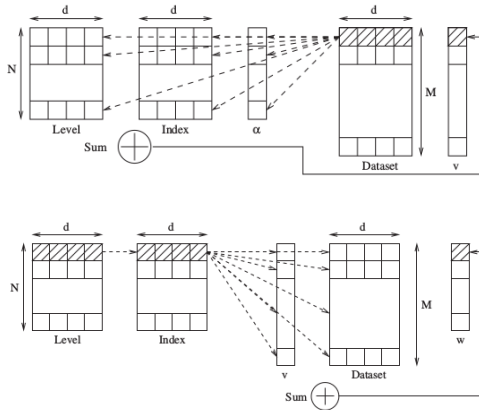 d d d
N M
Level Index α
Sum Dataset v
d d d
N M
Level Index
v Dataset w
Sum